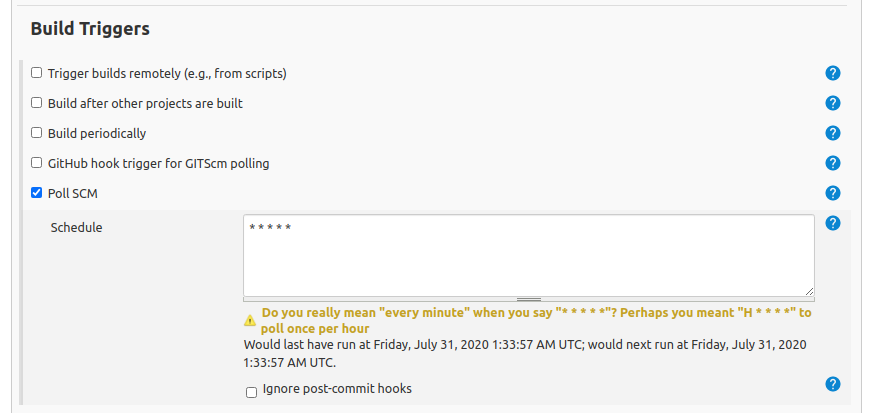 Build Triggers
Trigger builds remotely (e.g., from scripts)
Build after other projects are built
Build periodically
GitHub hook trigger for GITScm polling
Poll SCM
Schedule
* * * * *
Do you really mean "every minute" when you say "* * * * *"? Perhaps you meant "H * * * *" to
poll once per hour
Would last have run at Friday, July 31, 2020 1:33:57 AM UTC; would next run at Friday, July 31, 2020
1:33:57 AM UTC.
Ignore post-commit hooks